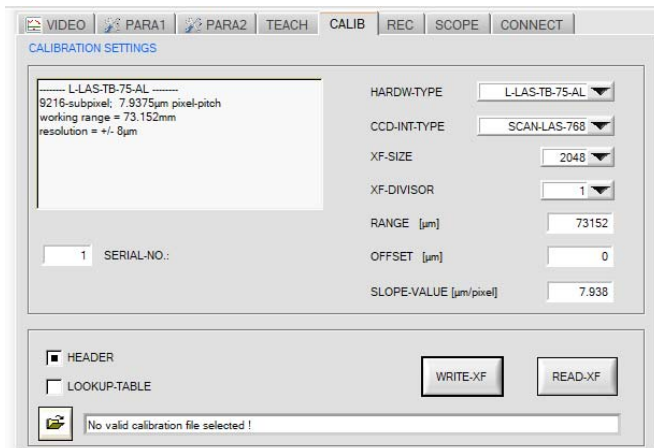 VIDEO PARA1 PARA2 TEACH CALIB REC SCOPE CONNECT
CALIBRATION SETTINGS
-------- L-LAS-TB-75-AL --------
9216-subpixel; 7.9375µm pixel-pitch
working range = 73.152mm
resolution = +/- 8µm
HARDW-TYPE L-LAS-TB-75-AL
CCD-INT-TYPE SCAN-LAS-768
XF-SIZE 2048
XF-DIVISOR 1
RANGE [µm] 73152
1 SERIAL-NO.: OFFSET [µm] 0
SLOPE-VALUE [µm/pixel] 7.938
HEADER
LOOKUP-TABLE
WRITE-XF READ-XF
No valid calibration file selected !